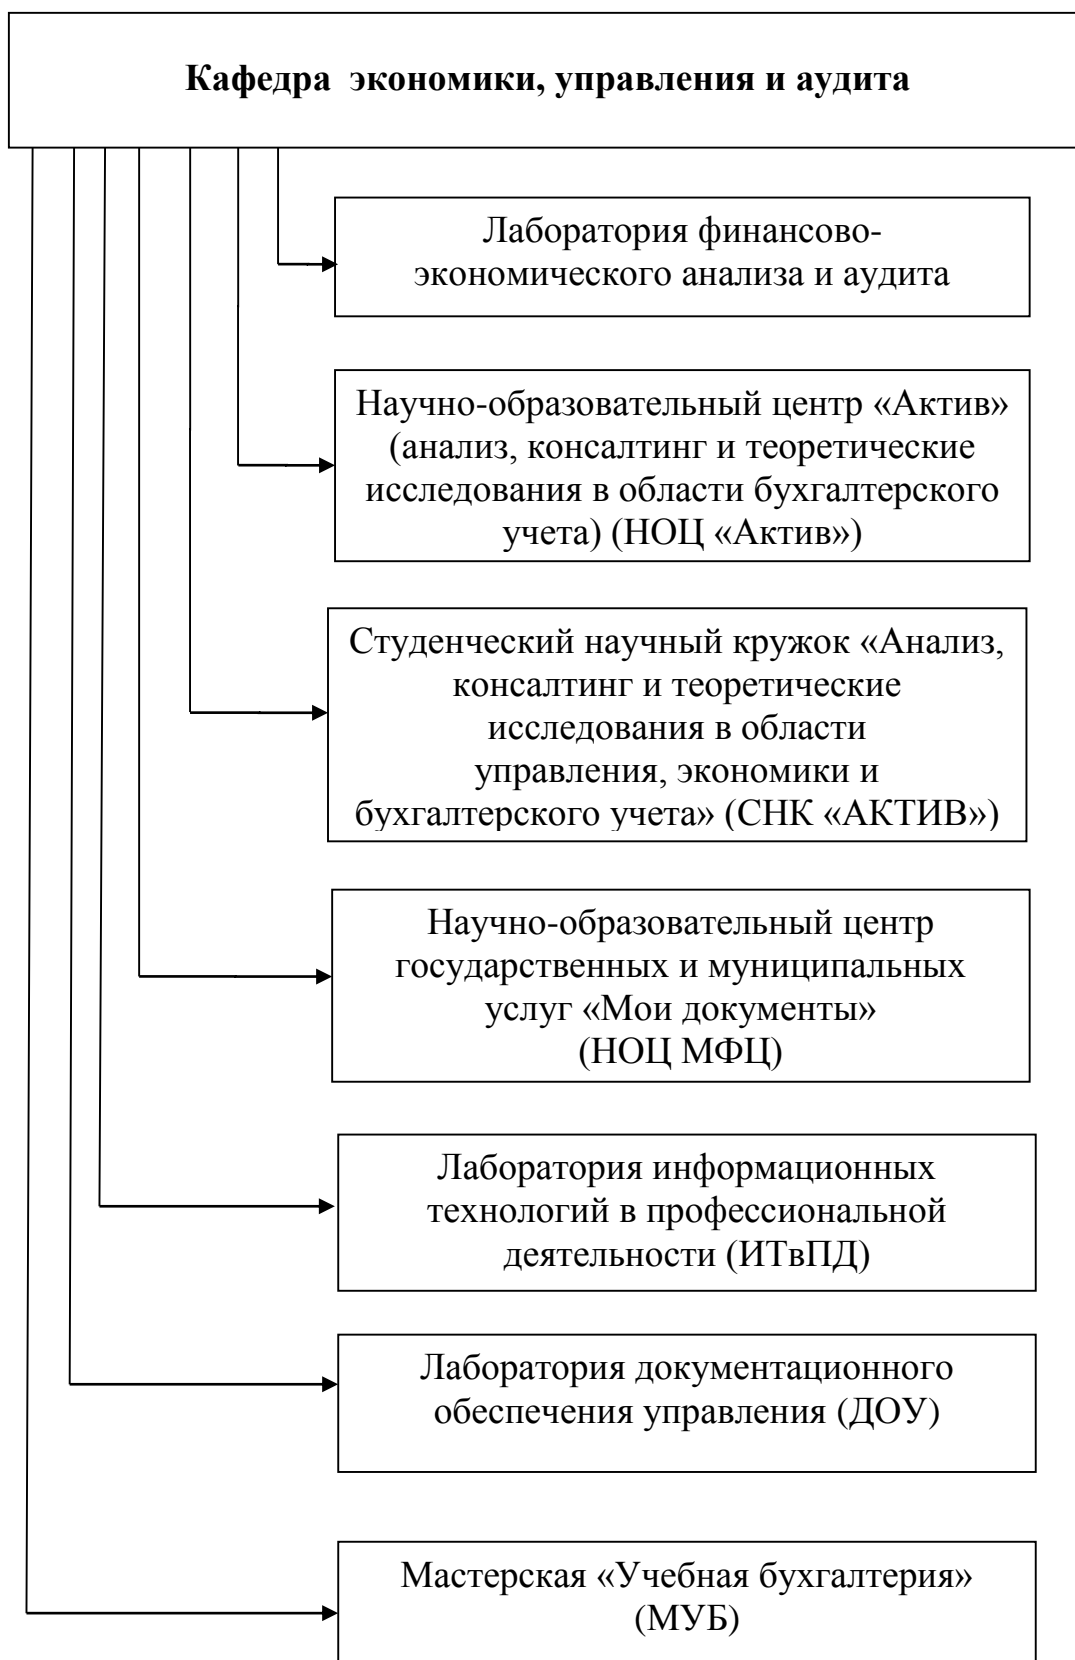 Кафедра экономики, управления и аудита
Лаборатория финансово-
экономического анализа и аудита
Научно-образовательный центр «Актив»
(анализ, консалтинг и теоретические
исследования в области бухгалтерского
учета) (НОЦ «Актив»)
Студенческий научный кружок «Анализ,
консалтинг и теоретические
исследования в области
управления, экономики и
бухгалтерского учета» (СНК «АКТИВ»)
Научно-образовательный центр
государственных и муниципальных
услуг «Мои документы»
(НОЦ МФЦ)
Лаборатория информационных
технологий в профессиональной
деятельности (ИТвПД)
Лаборатория документационного
обеспечения управления (ДОУ)
Мастерская «Учебная бухгалтерия»
(МУБ)